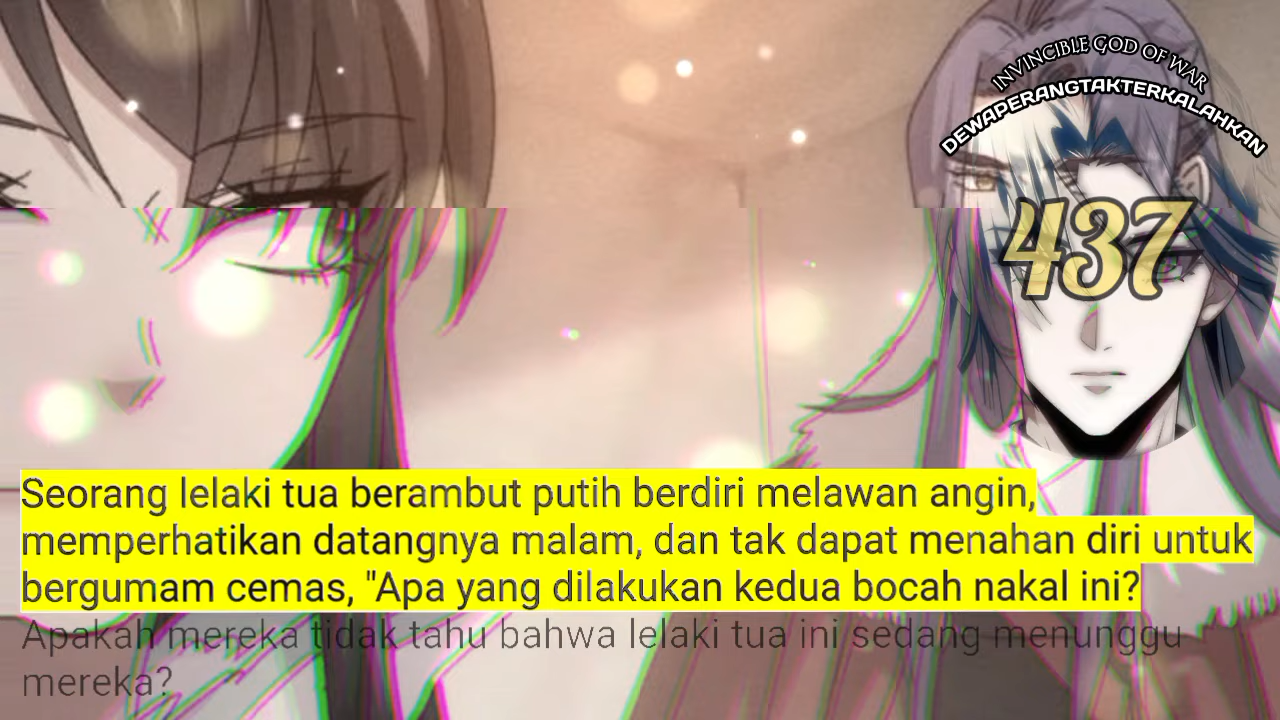 INVINCIBLE GOD OF WAR
DEWAPERANGTAKTERKALAHKAN
437
Seorang lelaki tua berambut putih berdiri melawan angin,
memperhatikan datangnya malam, dan tak dapat menahan diri untuk
bergumam cemas, "Apa yang dilakukan kedua bocah nakal ini?
Apakah mereka tidak tahu bahwa lelaki tua ini sedang menunggu
mereka?